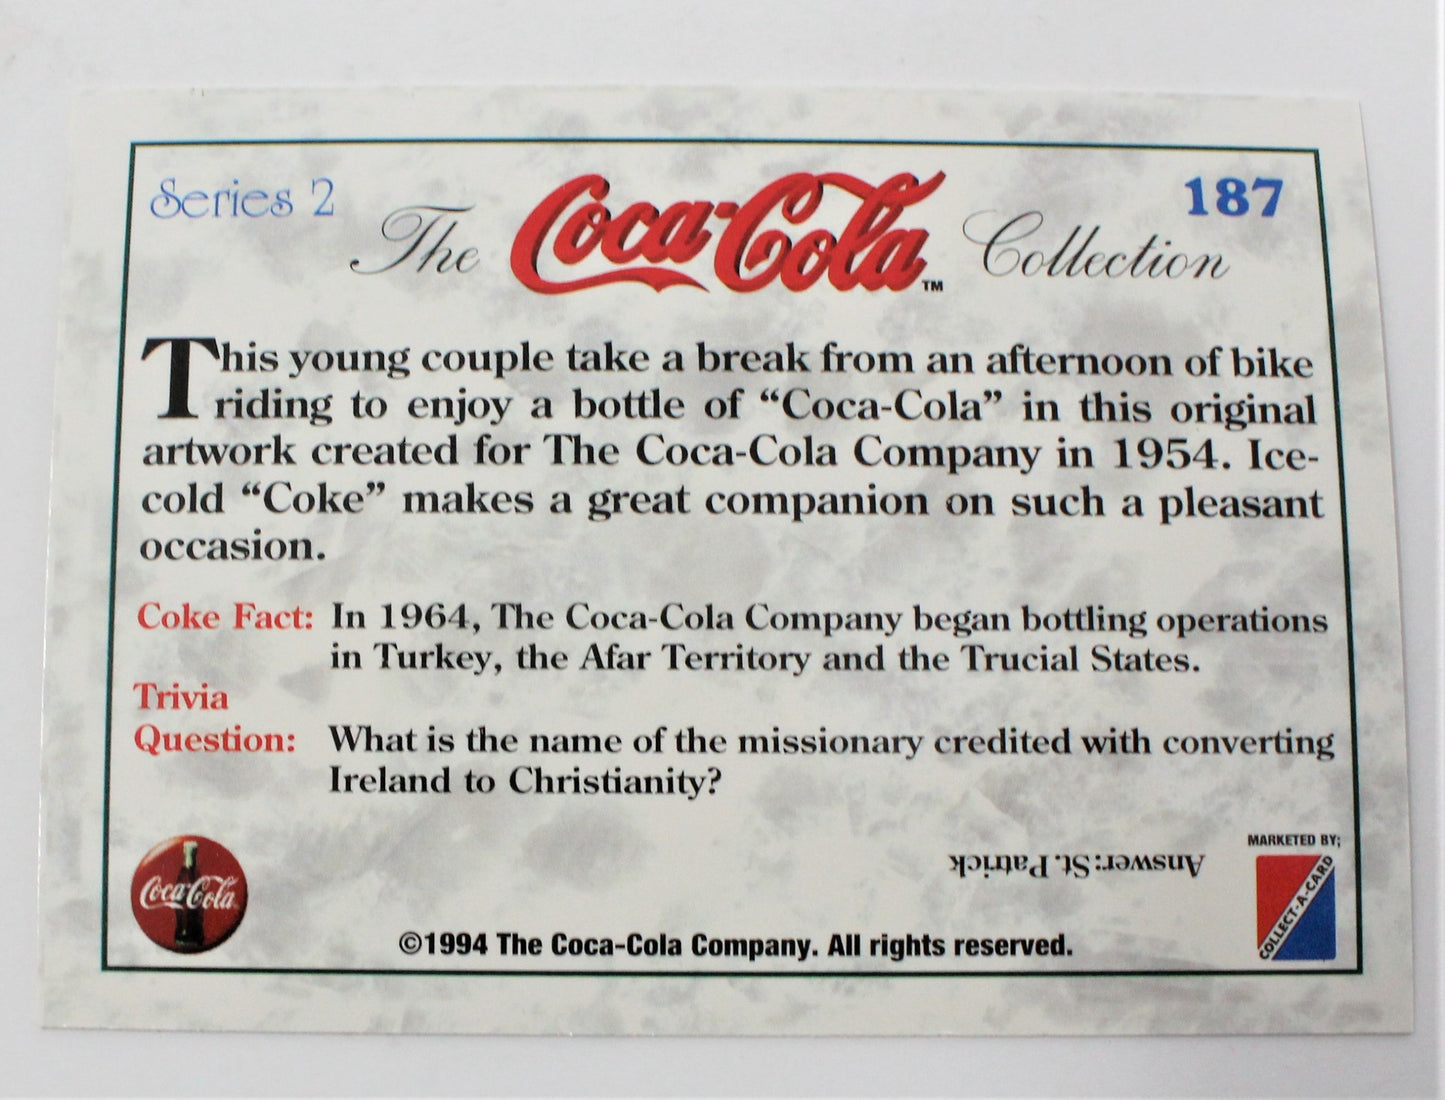 Series 2
187
The Coca-Cola™ Collection
This young couple take a break from an afternoon of bike
riding to enjoy a bottle of “Coca-Cola” in this original
artwork created for The Coca-Cola Company in 1954. Ice-
cold “Coke” makes a great companion on such a pleasant
occasion.
Coke Fact: In 1964, The Coca-Cola Company began bottling operations
in Turkey, the Afar Territory and the Trucial States.
Trivia
Question: What is the name of the missionary credited with converting
Ireland to Christianity?
Answer: St. Patrick
MARKETED BY;
COLLECT-A-CARD
Coca-Cola
©1994 The Coca-Cola Company. All rights reserved.